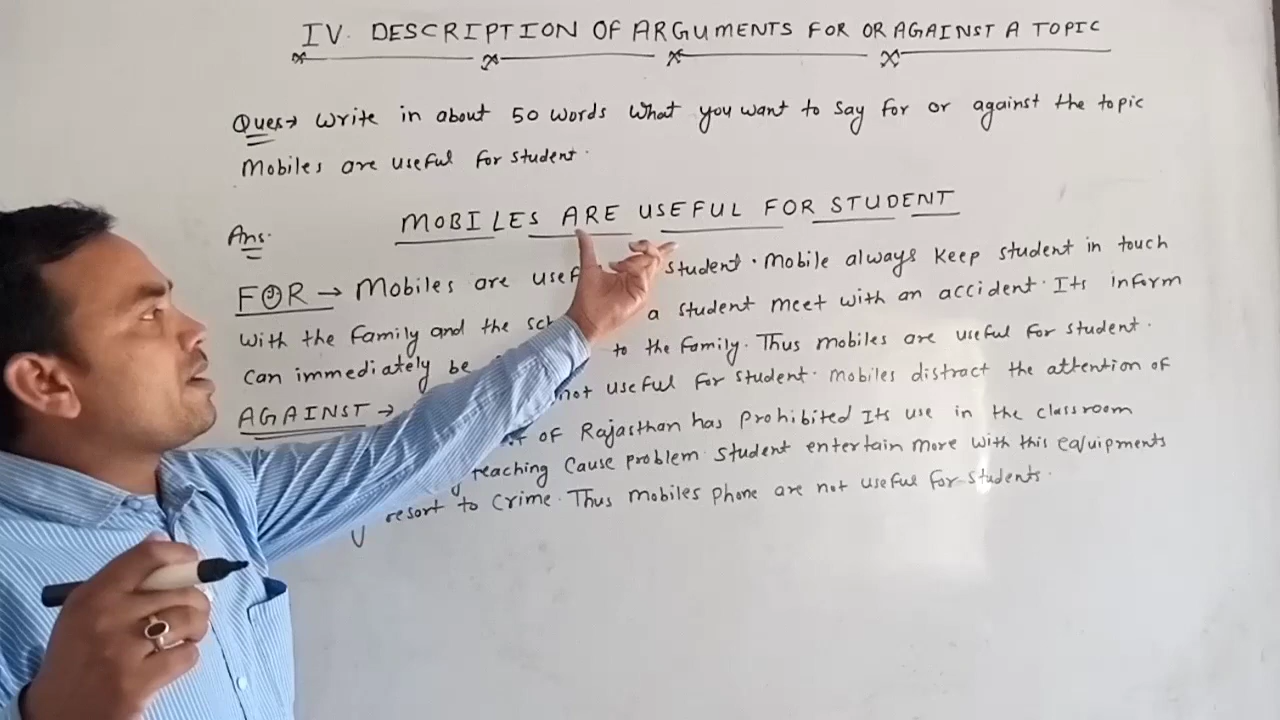 IV. DESCRIPTION OF ARGUMENTS FOR OR AGAINST A TOPIC
Ques→ Write in about 50 words what you want to say for or against the topic
Mobiles are useful for student.
Ans. MOBILES ARE USEFUL FOR STUDENT
FOR → Mobiles are student. Mobile always keep student in touch
with the family and the a student meet with an accident. Its inform
can immediately be to the family. Thus mobiles are useful for student.
AGAINST → not useful for student. Mobiles distract the attention of
of Rajasthan has prohibited Its use in the classroom
teaching cause problem. student entertain more with this equipments
resort to crime. Thus mobiles phone are not useful for students.